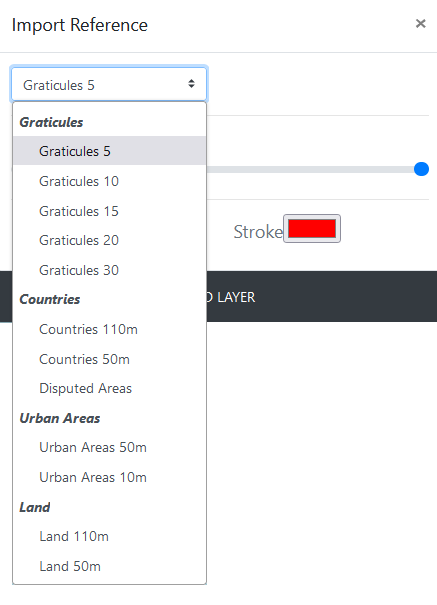 Import Reference ×
Graticules 5
Graticules
Graticules 5
Graticules 10
Graticules 15
Graticules 20
Stroke
Graticules 30
Countries
D LAYER
Countries 110m
Countries 50m
Disputed Areas
Urban Areas
Urban Areas 50m
Urban Areas 10m
Land
Land 110m
Land 50m